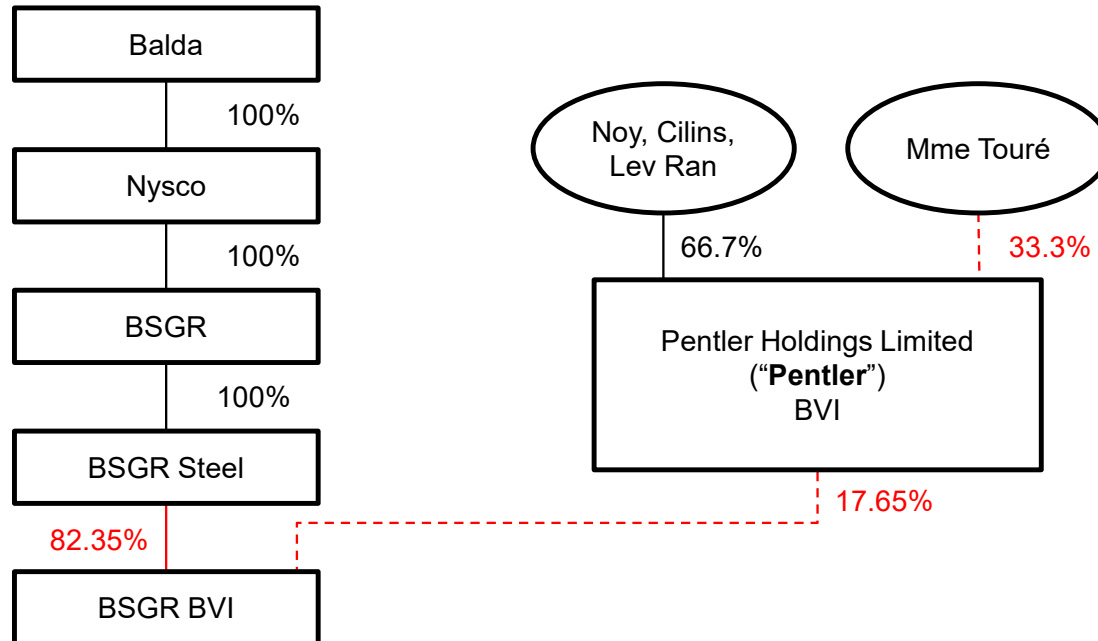 Balda
100%
Nysco
100%
BSGR
100%
BSGR Steel
82.35%
BSGR BVI
Noy, Cilins,
Lev Ran
Mme Touré
66.7%
33.3%
Pentler Holdings Limited
(“Pentler”)
BVI
17.65%